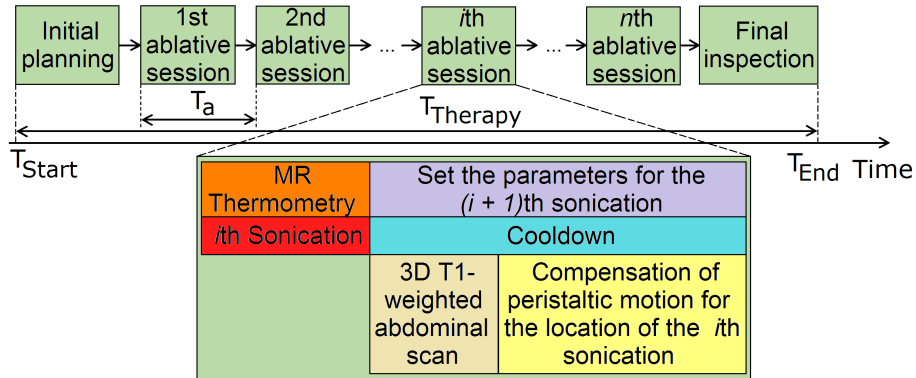 Initial
planning
1st
ablative
session
2nd
ablative
session
...
ith
ablative
session
...
nth
ablative
session
Final
inspection
Ta
TTherapy
TStart
TEnd Time
MR
Thermometry
Set the parameters for the
(i + 1)th sonication
ith Sonication
Cooldown
3D T1-
weighted
abdominal
scan
Compensation of
peristaltic motion for
the location of the ith
sonication